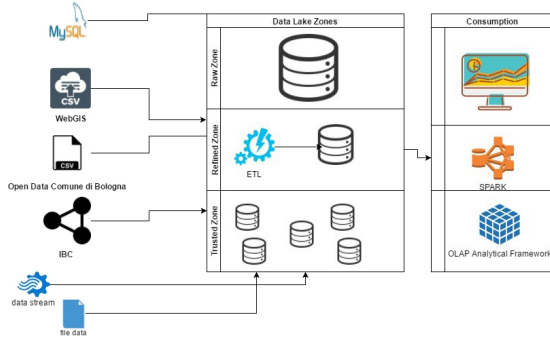 MySQL
CSV
WebGIS
CSV
Open Data Comune di Bologna
IBC
data stream
file data
Data Lake Zones
Raw Zone
Refined Zone
ETL
Trusted Zone
Consumption
SPARK
OLAP Analytical Framework